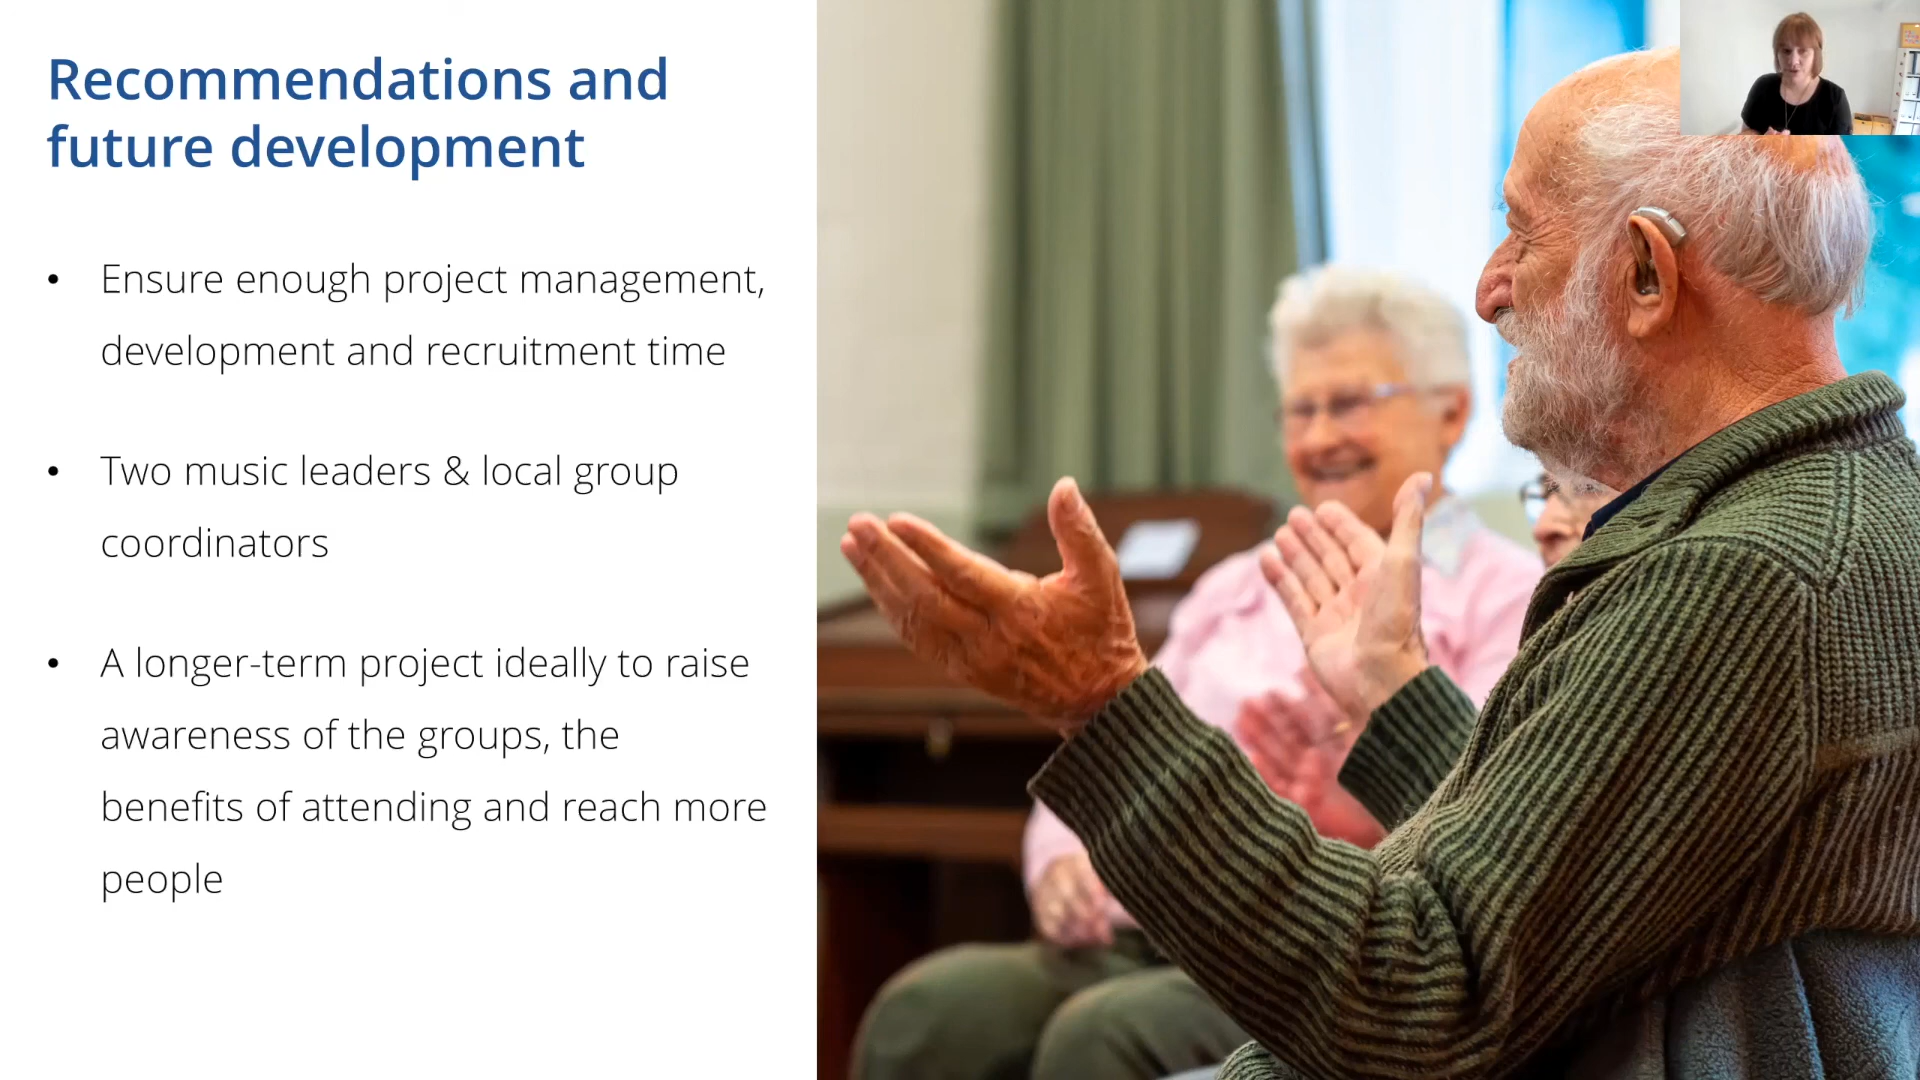 Recommendations and
future development
• Ensure enough project management,
development and recruitment time
• Two music leaders & local group
coordinators
• A longer-term project ideally to raise
awareness of the groups, the
benefits of attending and reach more
people